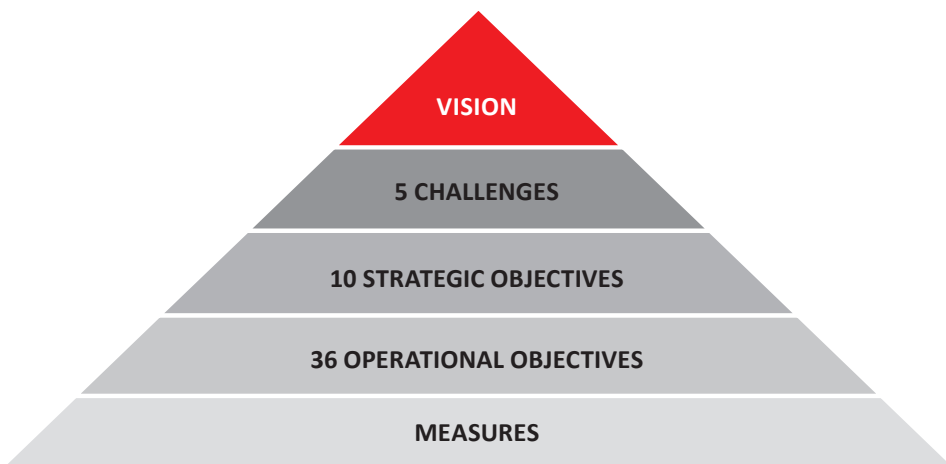 VISION
5 CHALLENGES
10 STRATEGIC OBJECTIVES
36 OPERATIONAL OBJECTIVES
MEASURES